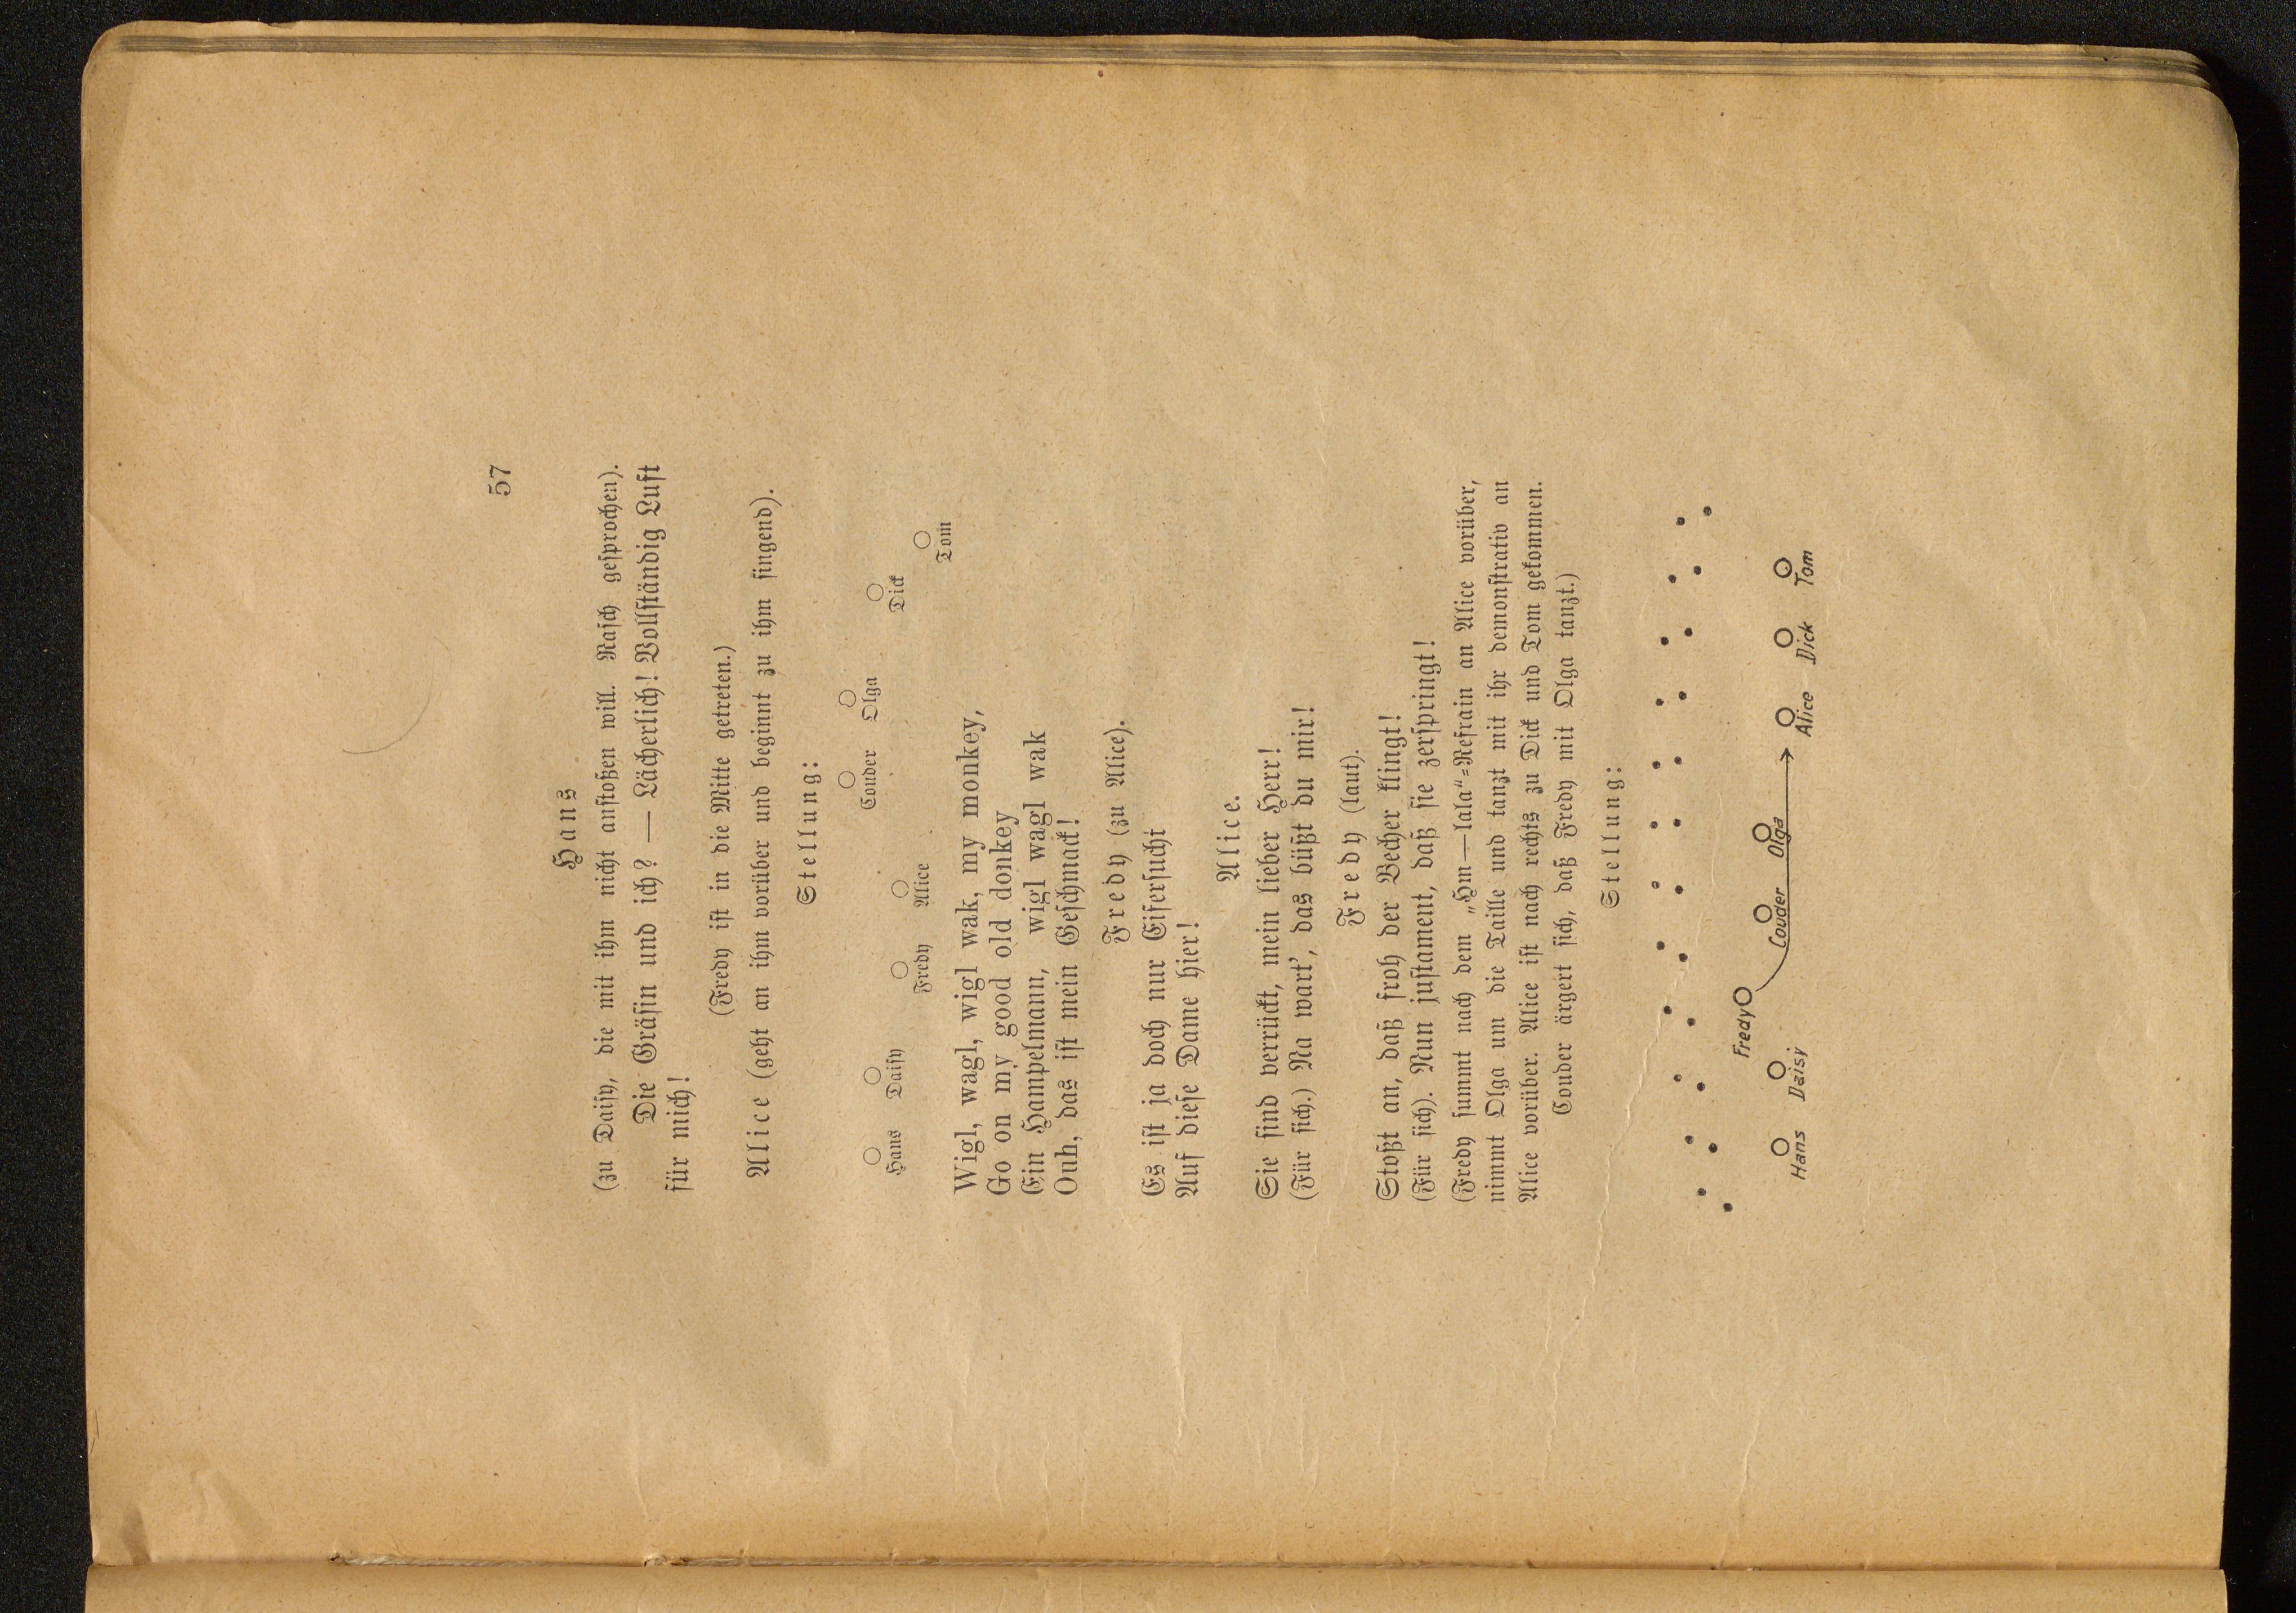 57
Hans
(zu Daisy, die mit ihm nicht anstoßen will. Rasch gesprochen).
Die Gräfin und ich? — Lächerlich! Vollständig Luft
für mich!
(Fredy ist in die Mitte getreten.)
Alice (geht an ihm vorüber und beginnt zu ihm singend).
Stellung:
Hans Daisy Fredy Alice Couder Olga Dick Tom
Wigl, wagl, wigl wak, my monkey,
Go on my good old donkey
Ein Hampelmann, wigl wagl wak
Ouh, das ist mein Geschmack!
Fredy (zu Alice).
Es ist ja doch nur Eifersucht
Auf diese Dame hier!
Alice.
Sie sind verrückt, mein lieber Herr!
(Für sich.) Na wart', das büßt du mir!
Fredy (laut).
Stoßt an, daß froh der Becher klingt!
(Für sich). Nun justament, daß sie zerspringt!
(Fredy summt nach dem „Hm—lala"-Refrain an Alice vorüber,
nimmt Olga um die Taille und tanzt mit ihr demonstrativ an
Alice vorüber. Alice ist nach rechts zu Dick und Tom gekommen.
Couder ärgert sich, daß Fredy mit Olga tanzt.)
Stellung:
Fredy
Hans Daisy Couder Olga Alice Dick Tom